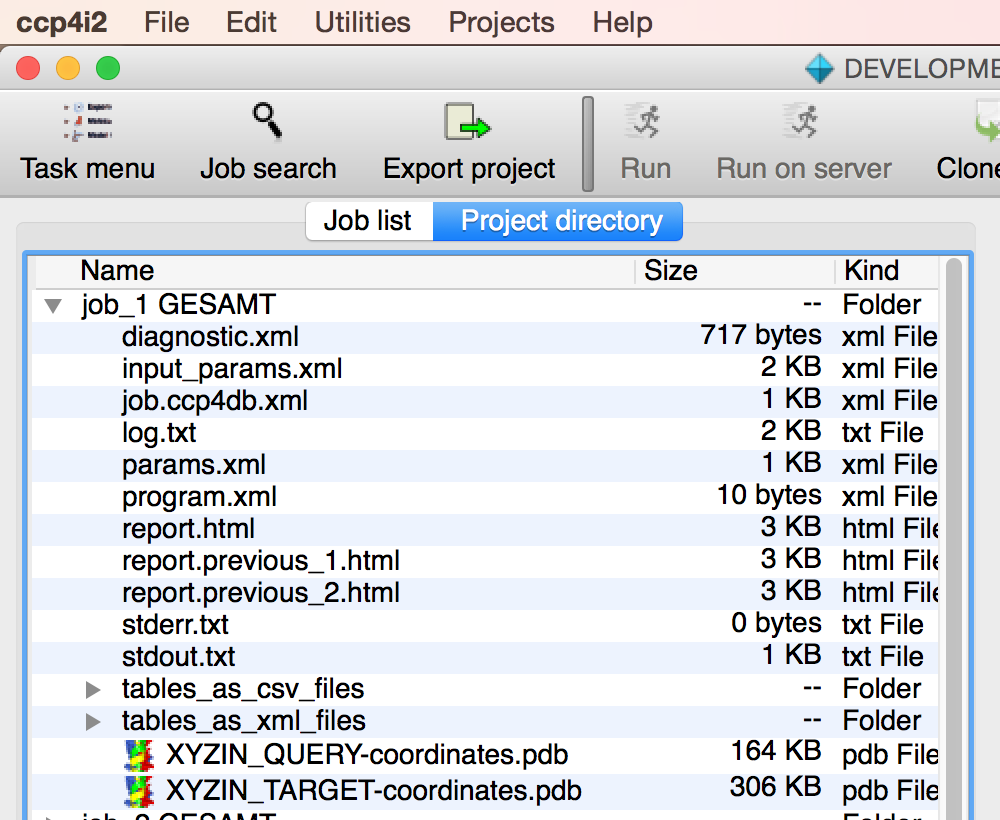 ccp4i2 File Edit Utilities Projects Help
DEVELOPME
Task menu Job search Export project Run Run on server Clone
Job list Project directory
Name Size Kind
job_1 GESAMT -- Folder
diagnostic.xml 717 bytes xml File
input_params.xml 2 KB xml File
job.ccp4db.xml 1 KB xml File
log.txt 2 KB txt File
params.xml 1 KB xml File
program.xml 10 bytes xml File
report.html 3 KB html File
report.previous_1.html 3 KB html File
report.previous_2.html 3 KB html File
stderr.txt 0 bytes txt File
stdout.txt 1 KB txt File
tables_as_csv_files -- Folder
tables_as_xml_files -- Folder
XYZIN_QUERY-coordinates.pdb 164 KB pdb File
XYZIN_TARGET-coordinates.pdb 306 KB pdb File